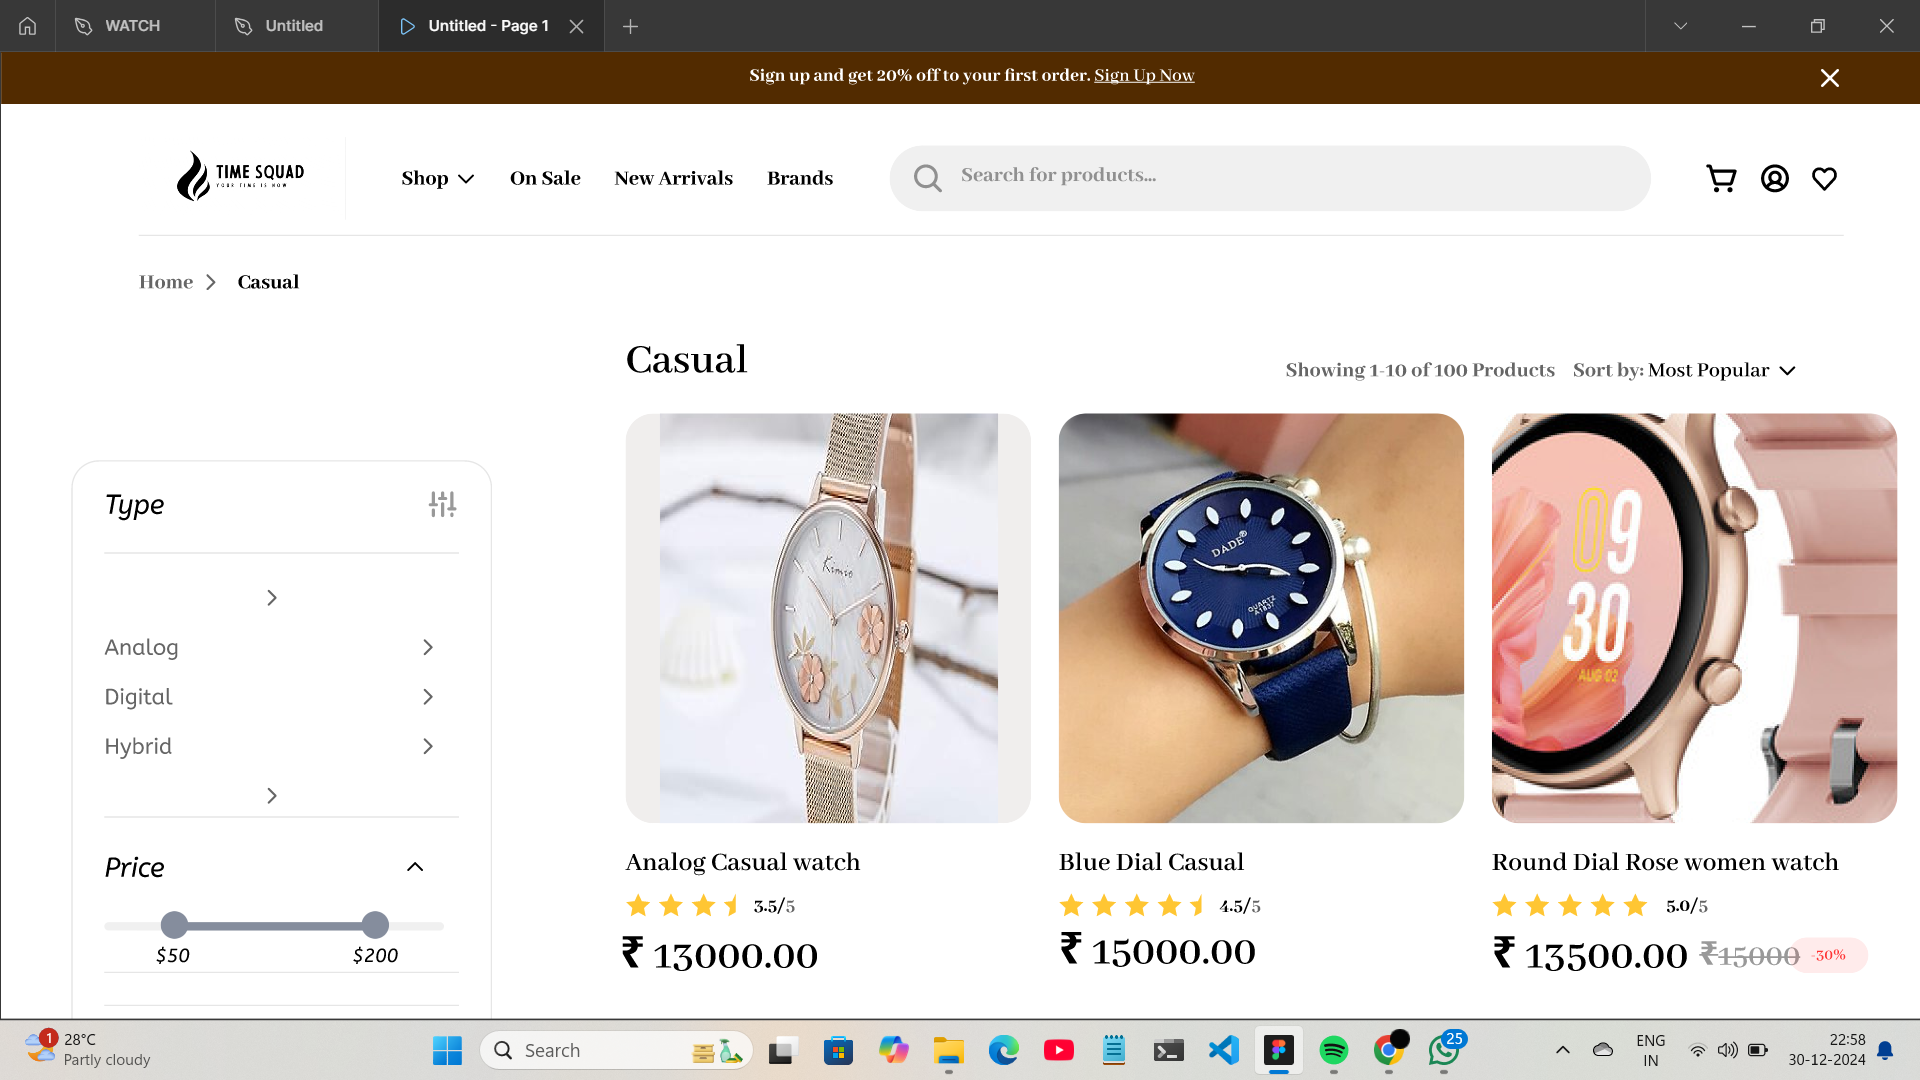 WATCH
Untitled
Untitled - Page 1
Sign up and get 20% off to your first order. Sign Up Now
TIME SQUAD
YOUR TIME IS NOW
Shop
On Sale
New Arrivals
Brands
Search for products...
Home
Casual
Casual
Showing 1-10 of 100 Products
Sort by: Most Popular
Type
Analog
Digital
Hybrid
Price
$50
$200
Kimio
DADE®
QUARTZ
A1837
09
30
AUG 02
Analog Casual watch
3.5/5
₹ 13000.00
Blue Dial Casual
4.5/5
₹ 15000.00
Round Dial Rose women watch
5.0/5
₹ 13500.00 ₹15000 -30%
1
28°C
Partly cloudy
Search
25
ENG
IN
22:58
30-12-2024